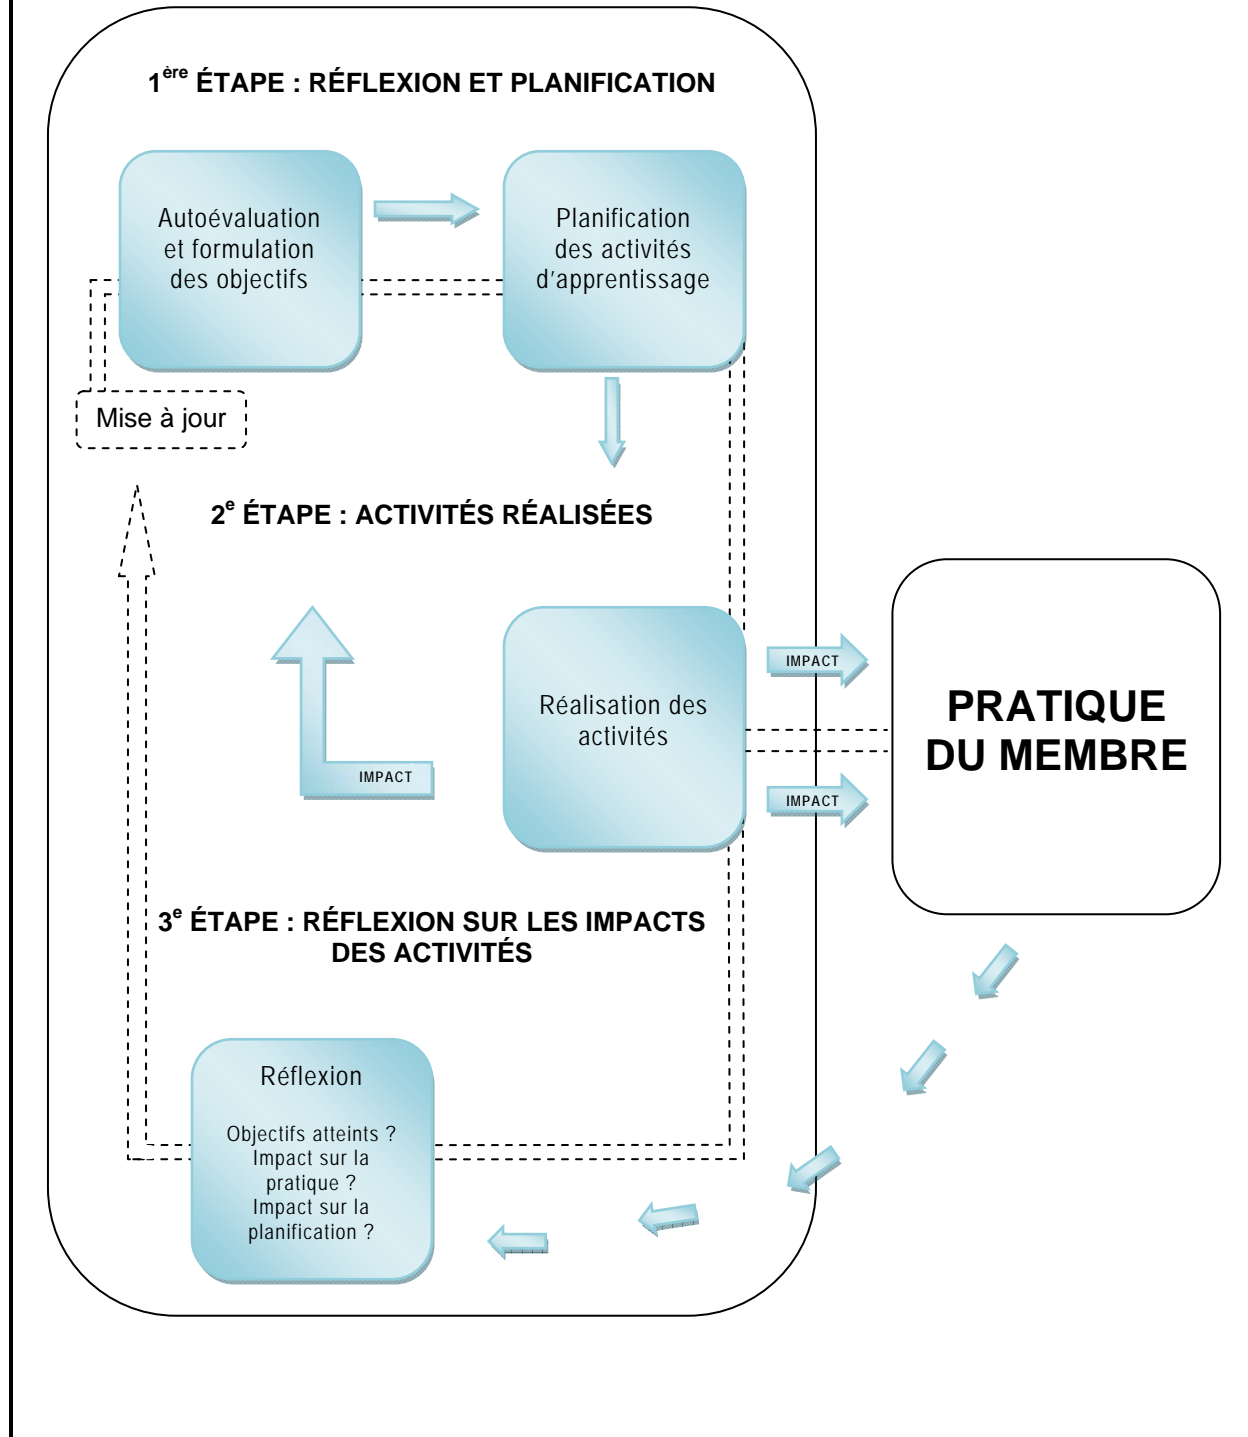 1ère ÉTAPE : RÉFLEXION ET PLANIFICATION
Autoévaluation
et formulation
des objectifs
Planification
des activités
d'apprentissage
Mise à jour
2e ÉTAPE : ACTIVITÉS RÉALISÉES
Réalisation des
activités
IMPACT
IMPACT
IMPACT
PRATIQUE
DU MEMBRE
3e ÉTAPE : RÉFLEXION SUR LES IMPACTS
DES ACTIVITÉS
Réflexion
Objectifs atteints ?
Impact sur la
pratique ?
Impact sur la
planification ?